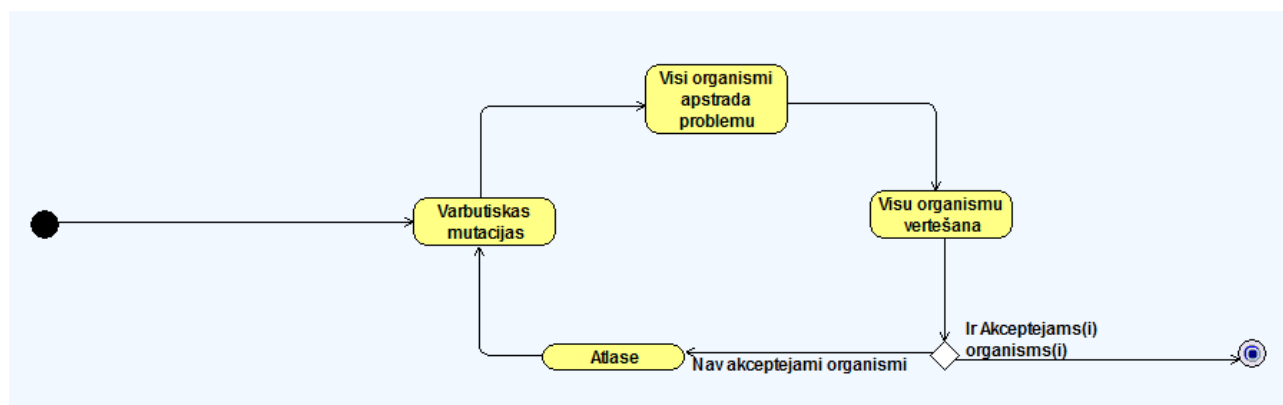 Visi organismi
apstrada
problemu
Varbutiskas
mutacijas
Visu organismu
vertešana
Ir Akceptejams(i)
organisms(i)
Nav akceptejami organismi
Atlase